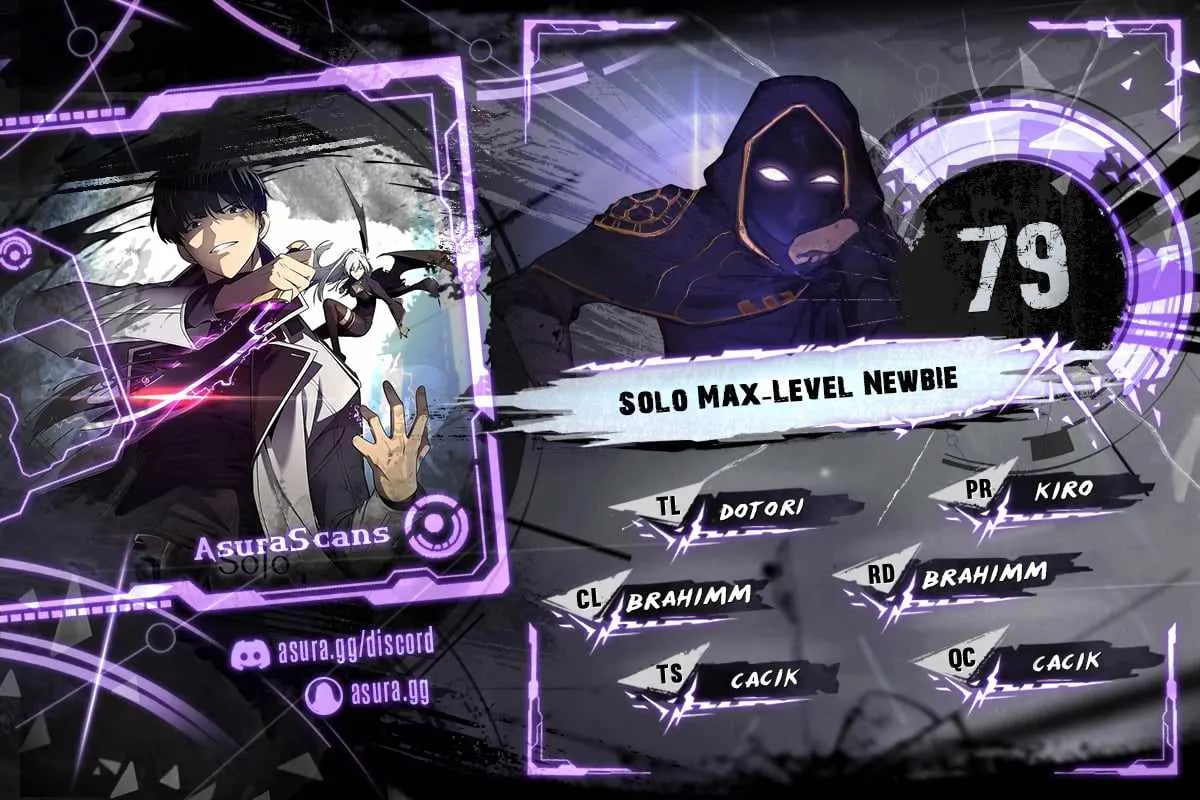 79
SOLO MAX-LEVEL NEWBIE
TL DOTORI
PR KIRO
CL BRAHIMM
RD BRAHIMM
TS CACIK
QC CACIK
AsuraScans
Solo
asura.gg/discord
asura.gg